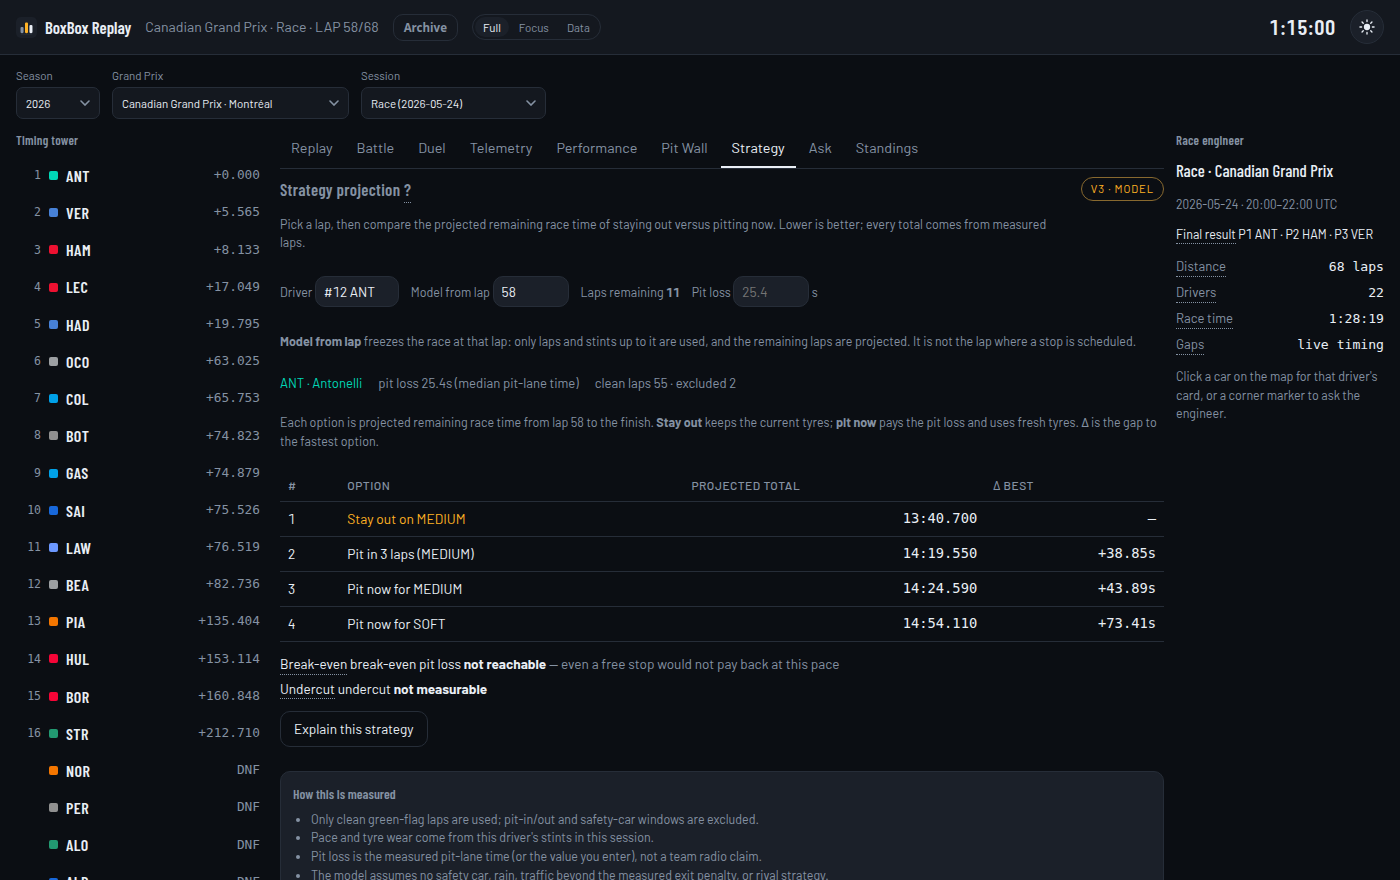 BoxBox Replay Canadian Grand Prix · Race · LAP 58/68 Archive Full Focus Data 1:15:00
Season Grand Prix Session
2026 Canadian Grand Prix · Montréal Race (2026-05-24)
Timing tower
1 ANT +0.000
2 VER +5.565
3 HAM +8.133
4 LEC +17.049
5 HAD +19.795
6 OCO +63.025
7 COL +65.753
8 BOT +74.823
9 GAS +74.879
10 SAI +75.526
11 LAW +76.519
12 BEA +82.736
13 PIA +135.404
14 HUL +153.114
15 BOR +160.848
16 STR +212.710
NOR DNF
PER DNF
ALO DNF
Replay Battle Duel Telemetry Performance Pit Wall Strategy Ask Standings
Strategy projection ? V3 · MODEL
Pick a lap, then compare the projected remaining race time of staying out versus pitting now. Lower is better; every total comes from measured
laps.
Driver #12 ANT Model from lap 58 Laps remaining 11 Pit loss 25.4 s
Model from lap freezes the race at that lap: only laps and stints up to it are used, and the remaining laps are projected. It is not the lap where a stop is scheduled.
ANT · Antonelli pit loss 25.4s (median pit-lane time) clean laps 55 · excluded 2
Each option is projected remaining race time from lap 58 to the finish. Stay out keeps the current tyres; pit now pays the pit loss and uses fresh tyres. Δ is the gap to
the fastest option.
# OPTION PROJECTED TOTAL Δ BEST
1 Stay out on MEDIUM 13:40.700 —
2 Pit in 3 laps (MEDIUM) 14:19.550 +38.85s
3 Pit now for MEDIUM 14:24.590 +43.89s
4 Pit now for SOFT 14:54.110 +73.41s
Break-even break-even pit loss not reachable — even a free stop would not pay back at this pace
Undercut undercut not measurable
Explain this strategy
How this is measured
• Only clean green-flag laps are used; pit-in/out and safety-car windows are excluded.
• Pace and tyre wear come from this driver's stints in this session.
• Pit loss is the measured pit-lane time (or the value you enter), not a team radio claim.
• The model assumes no safety car, rain, traffic beyond the measured exit penalty, or rival strategy.
Race engineer
Race · Canadian Grand Prix
2026-05-24 · 20:00–22:00 UTC
Final result P1 ANT · P2 HAM · P3 VER
Distance 68 laps
Drivers 22
Race time 1:28:19
Gaps live timing
Click a car on the map for that driver's
card, or a corner marker to ask the
engineer.